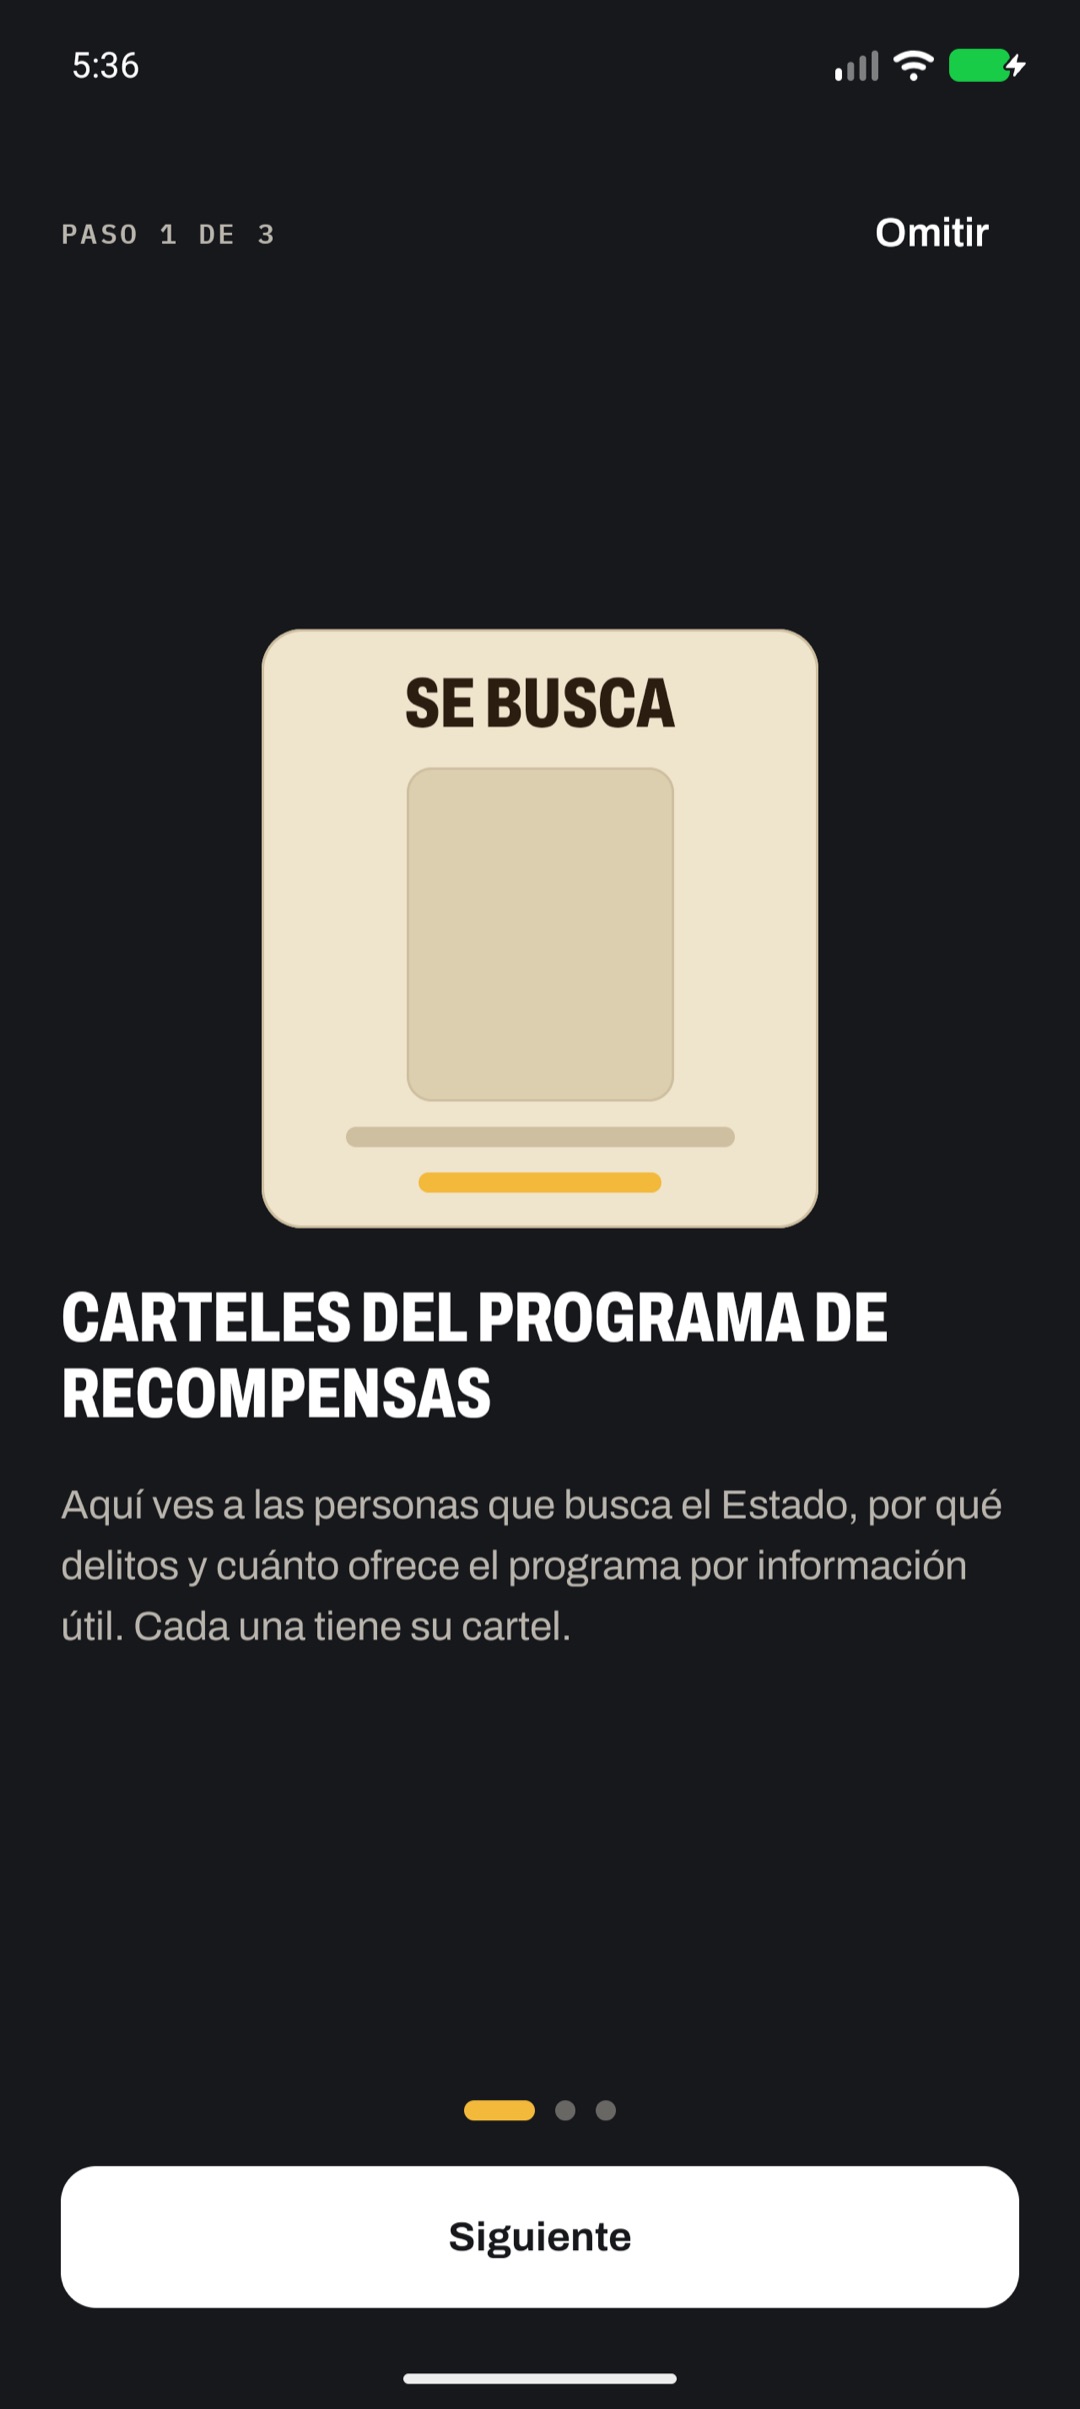 5:36
PASO 1 DE 3
Omitir
SE BUSCA
CARTELES DEL PROGRAMA DE
RECOMPENSAS
Aquí ves a las personas que busca el Estado, por qué
delitos y cuánto ofrece el programa por información
útil. Cada una tiene su cartel.
Siguiente